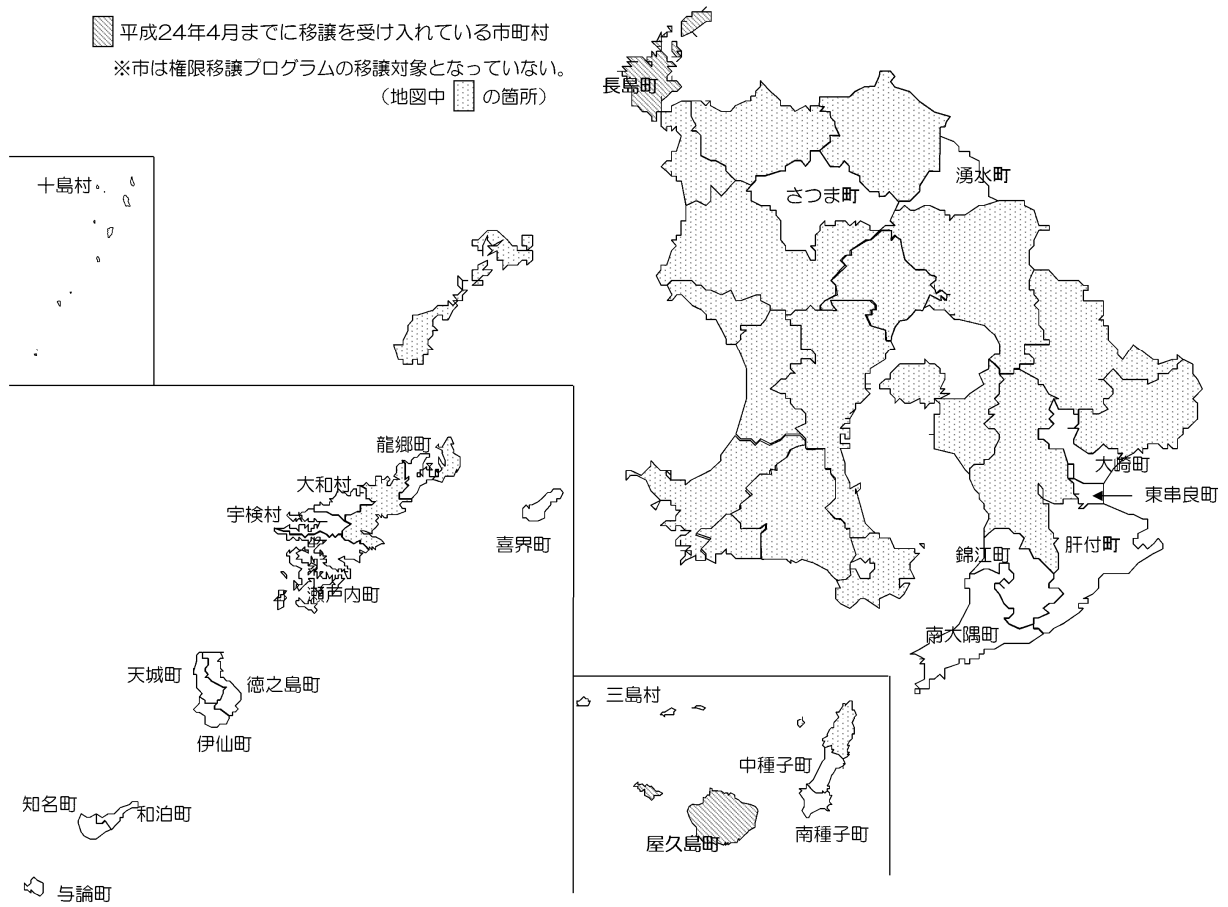 平成24年4月までに移譲を受け入れている市町村
※市は権限移譲プログラムの移譲対象となっていない。
（地図中 の箇所）
長島町
十島村
湧水町
さつま町
龍郷町
大和村
宇検村
喜界町
瀬戸内町
大崎町
東串良町
肝付町
錦江町
南大隅町
天城町
徳之島町
伊仙町
三島村
中種子町
南種子町
屋久島町
知名町
和泊町
与論町